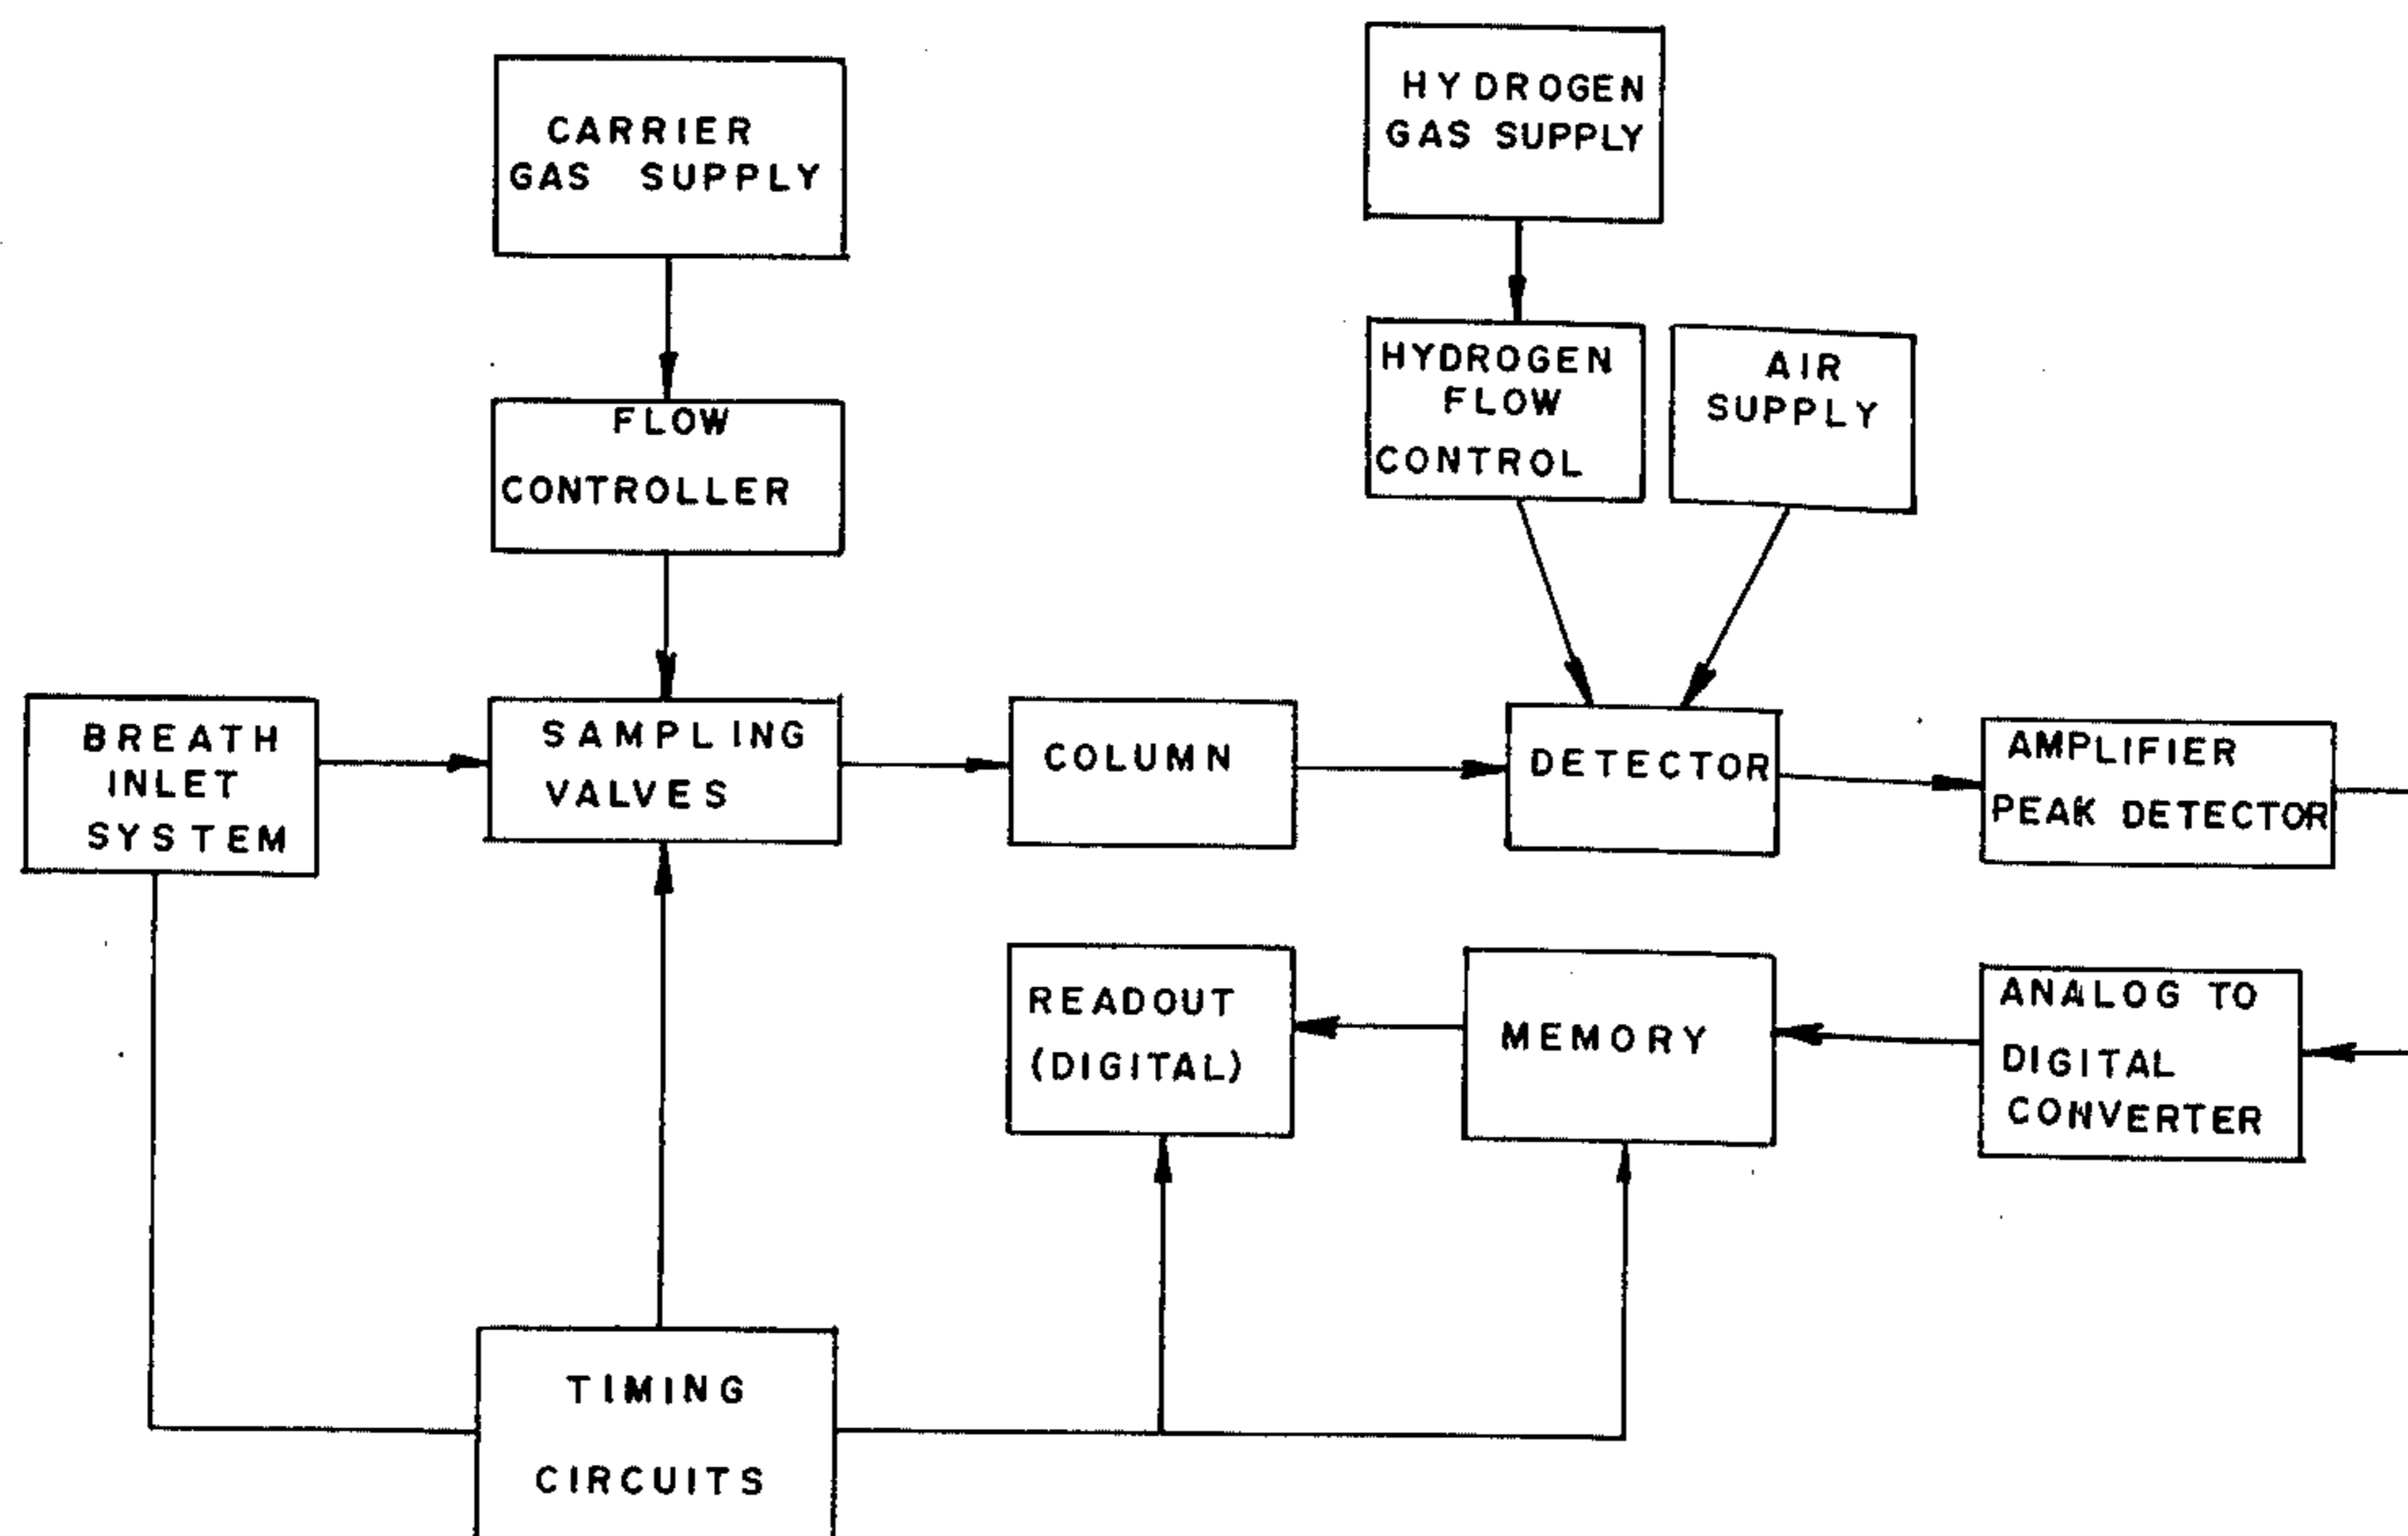 CARRIER
GAS SUPPLY
HYDROGEN
GAS SUPPLY
FLOW
CONTROLLER
HYDROGEN
FLOW
CONTROL
AIR
SUPPLY
BREATH
INLET
SYSTEM
SAMPLING
VALVES
COLUMN
DETECTOR
AMPLIFIER
PEAK DETECTOR
READOUT
(DIGITAL)
MEMORY
ANALOG TO
DIGITAL
CONVERTER
TIMING
CIRCUITS